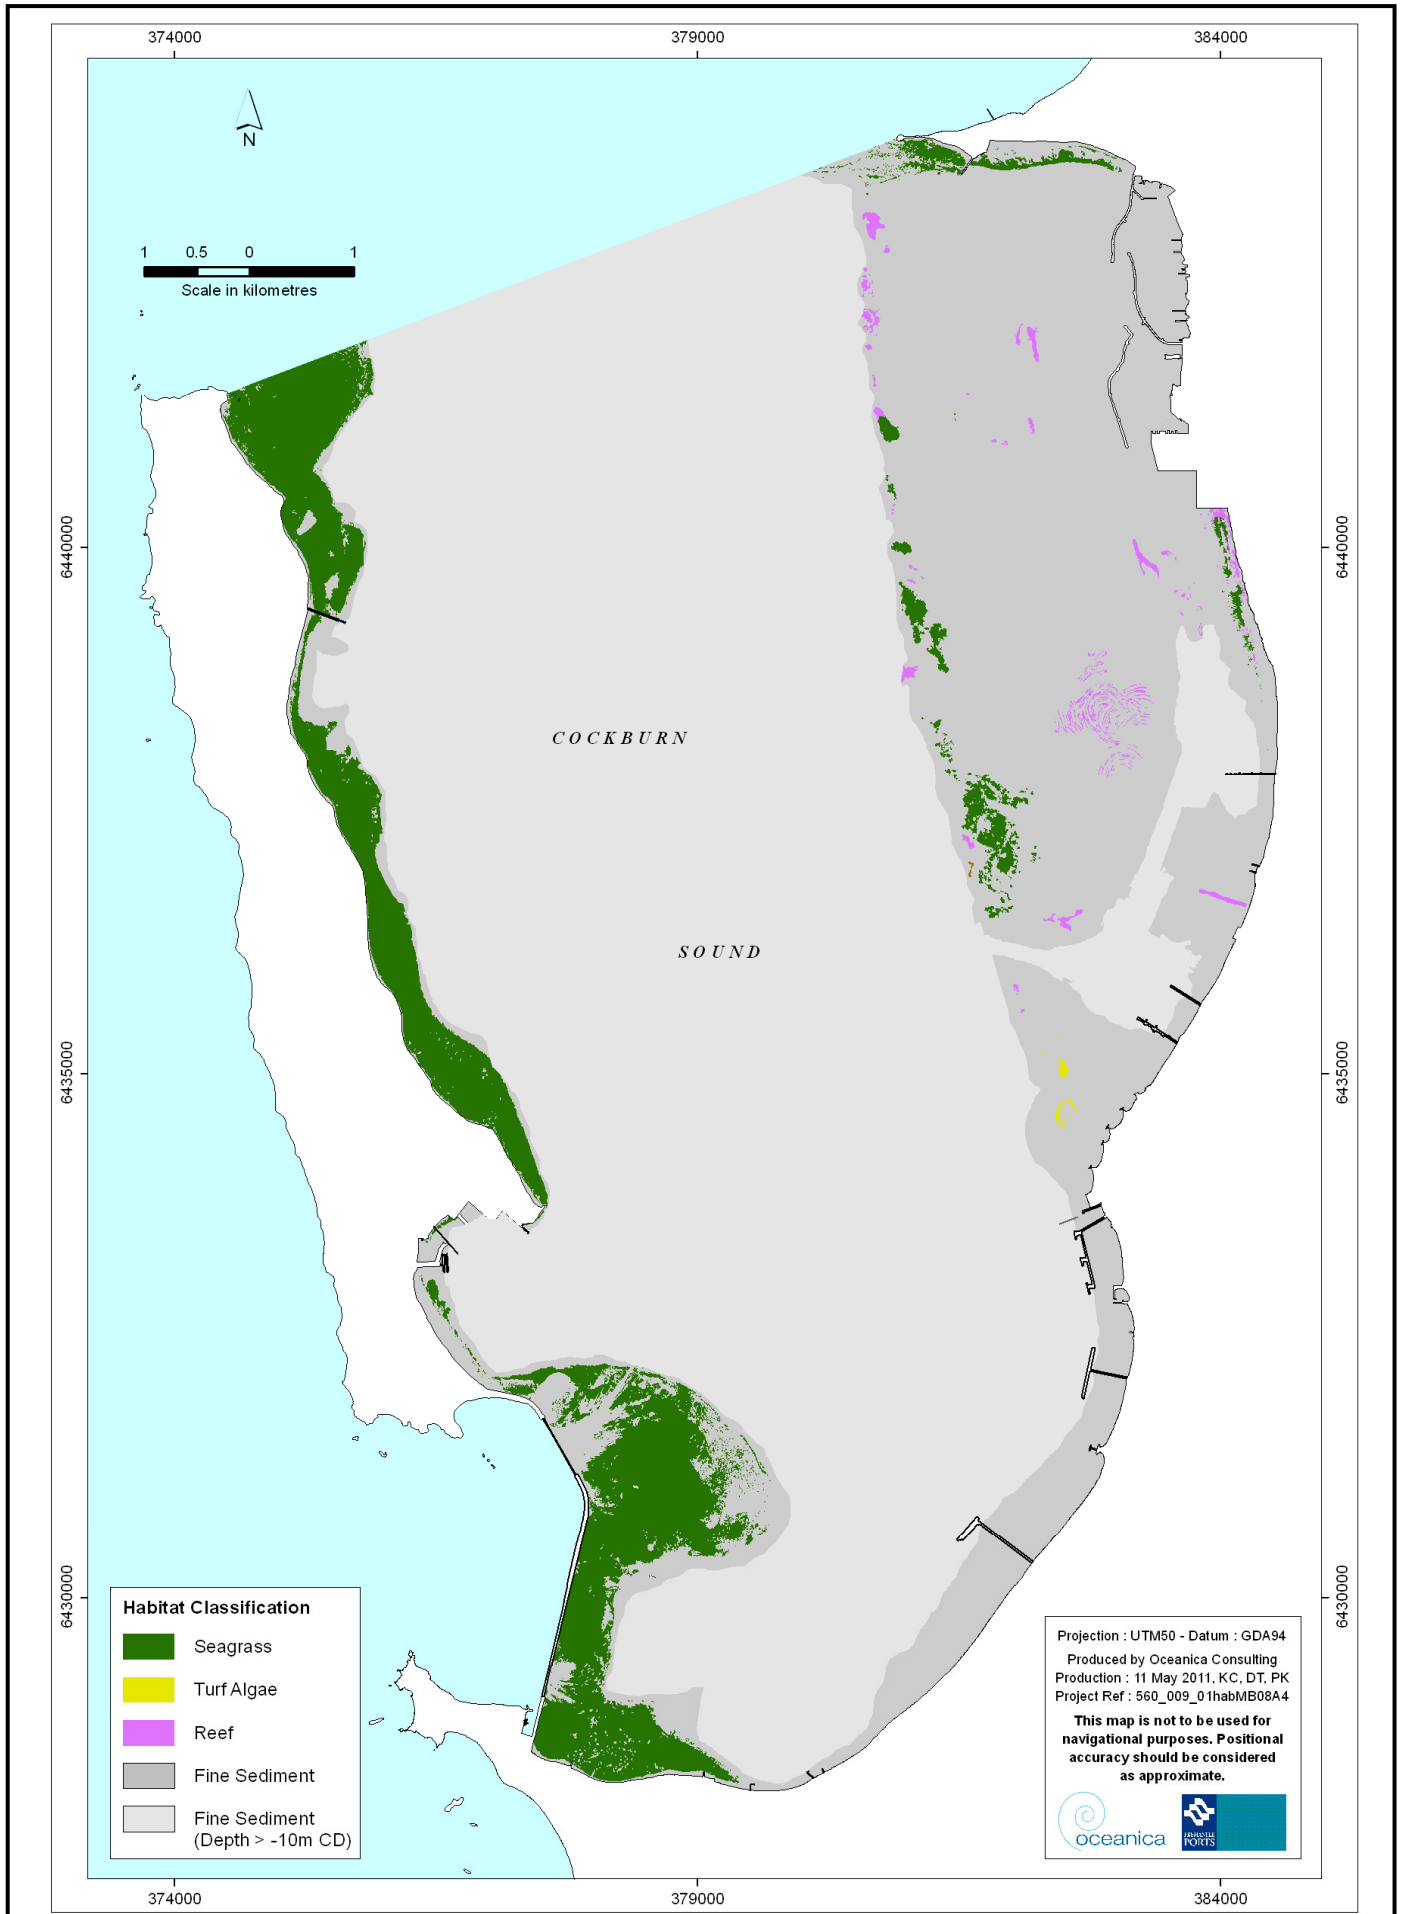 374000 379000 384000
N
1 0.5 0 1
Scale in kilometres
6440000 6440000
COCKBURN
SOUND
6435000 6435000
6430000 6430000
Habitat Classification
Seagrass
Turf Algae
Reef
Fine Sediment
Fine Sediment
(Depth > -10m CD)
Projection : UTM50 - Datum : GDA94
Produced by Oceanica Consulting
Production : 11 May 2011, KC, DT, PK
Project Ref : 560_009_01habMB08A4
This map is not to be used for
navigational purposes. Positional
accuracy should be considered
as approximate.
oceanica
FREMANTLE
PORTS
374000 379000 384000